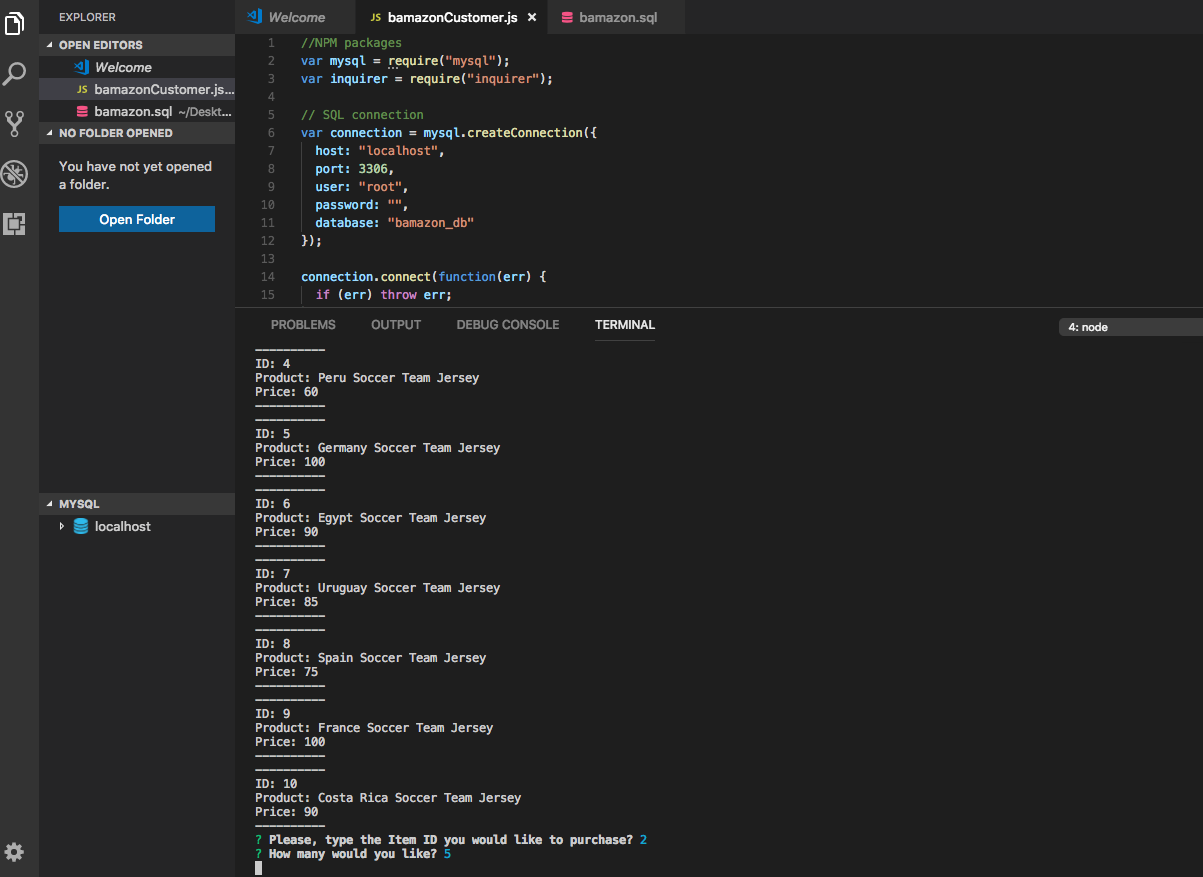 EXPLORER
OPEN EDITORS
Welcome
JS bamazonCustomer.js...
bamazon.sql ~/Deskt...
NO FOLDER OPENED
You have not yet opened
a folder.
Open Folder
MYSQL
localhost
Welcome
JS bamazonCustomer.js ×
bamazon.sql
1 //NPM packages
2 var mysql = require("mysql");
3 var inquirer = require("inquirer");
4
5 // SQL connection
6 var connection = mysql.createConnection({
7 host: "localhost",
8 port: 3306,
9 user: "root",
10 password: "",
11 database: "bamazon_db"
12 });
13
14 connection.connect(function(err) {
15 if (err) throw err;
PROBLEMS OUTPUT DEBUG CONSOLE TERMINAL
4: node
----------
ID: 4
Product: Peru Soccer Team Jersey
Price: 60
----------
----------
ID: 5
Product: Germany Soccer Team Jersey
Price: 100
----------
----------
ID: 6
Product: Egypt Soccer Team Jersey
Price: 90
----------
----------
ID: 7
Product: Uruguay Soccer Team Jersey
Price: 85
----------
----------
ID: 8
Product: Spain Soccer Team Jersey
Price: 75
----------
----------
ID: 9
Product: France Soccer Team Jersey
Price: 100
----------
----------
ID: 10
Product: Costa Rica Soccer Team Jersey
Price: 90
----------
? Please, type the Item ID you would like to purchase? 2
? How many would you like? 5